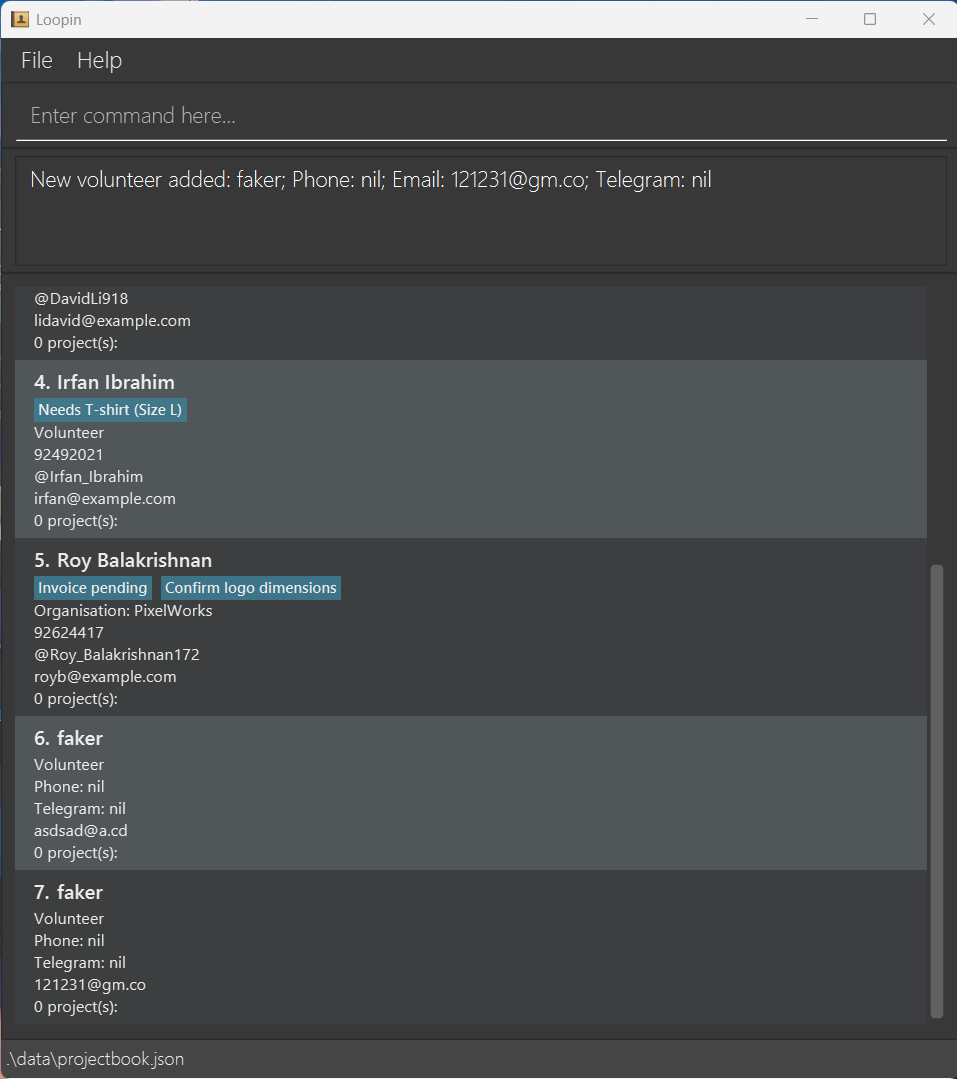 Loopin
File Help
Enter command here...
New volunteer added: faker; Phone: nil; Email: 121231@gm.co; Telegram: nil
@DavidLi918
lidavid@example.com
0 project(s):
4. Irfan Ibrahim
Needs T-shirt (Size L)
Volunteer
92492021
@Irfan_Ibrahim
irfan@example.com
0 project(s):
5. Roy Balakrishnan
Invoice pending Confirm logo dimensions
Organisation: PixelWorks
92624417
@Roy_Balakrishnan172
royb@example.com
0 project(s):
6. faker
Volunteer
Phone: nil
Telegram: nil
asdsad@a.cd
0 project(s):
7. faker
Volunteer
Phone: nil
Telegram: nil
121231@gm.co
0 project(s):
.\data\projectbook.json